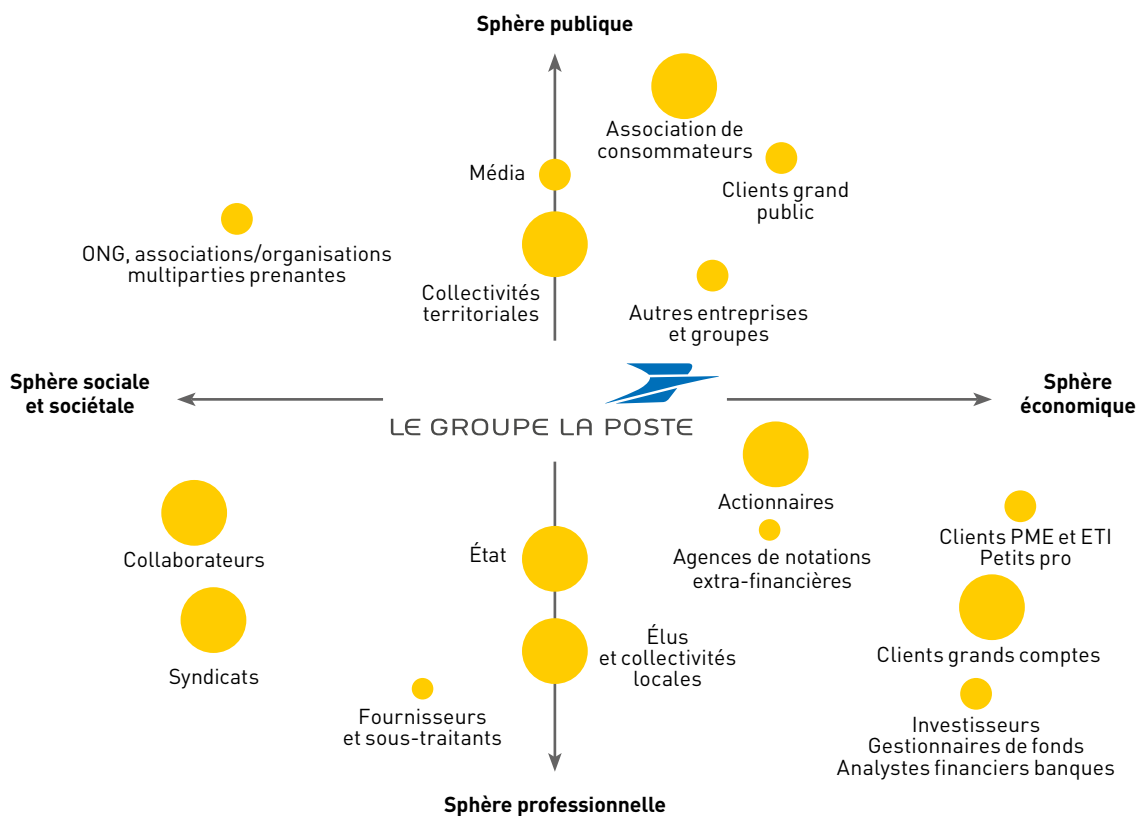 Sphère publique
Association de
consommateurs
Média
Clients grand
public
ONG, associations/organisations
multiparties prenantes
Collectivités
territoriales
Autres entreprises
et groupes
Sphère sociale
et sociétale
Sphère
économique
LE GROUPE LA POSTE
Actionnaires
Collaborateurs
État
Agences de notations
extra-financières
Clients PME et ETI
Petits pro
Syndicats
Élus
et collectivités
locales
Clients grands comptes
Fournisseurs
et sous-traitants
Investisseurs
Gestionnaires de fonds
Analystes financiers banques
Sphère professionnelle